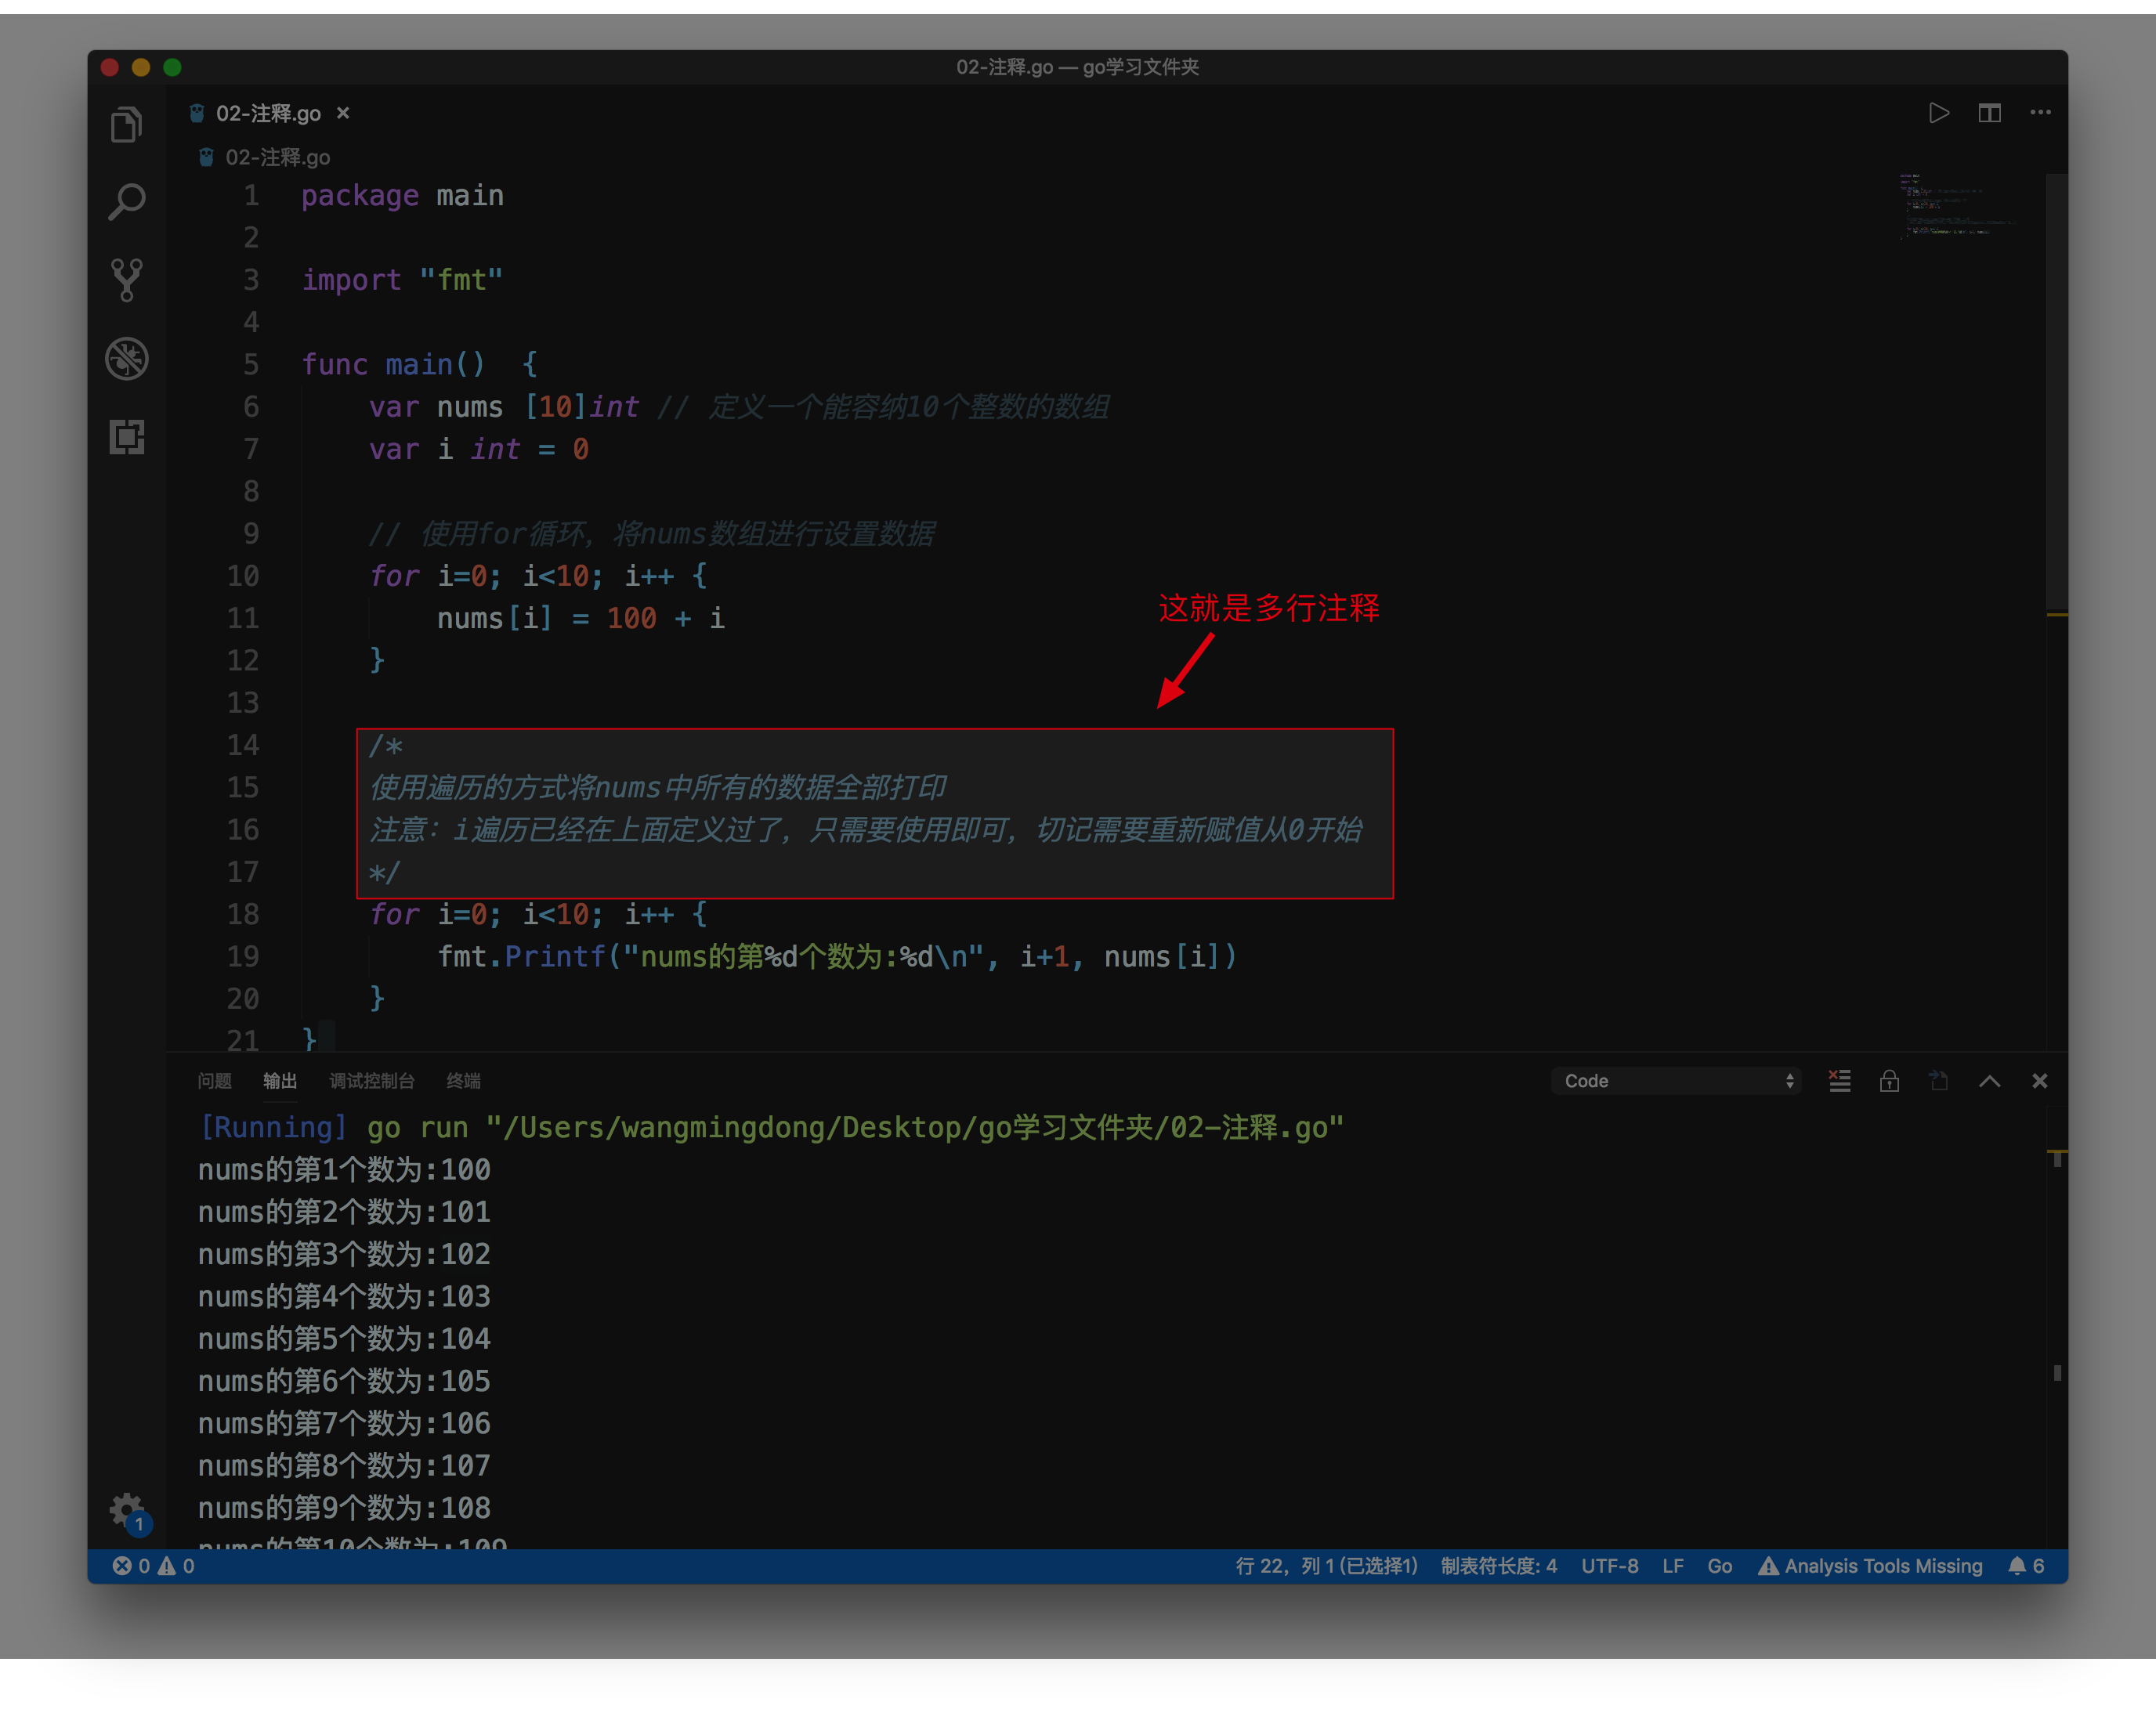 02-注释.go — go学习文件夹
02-注释.go ×
02-注释.go
1 package main
2
3 import "fmt"
4
5 func main()  {
6     var nums [10]int // 定义一个能容纳10个整数的数组
7     var i int = 0
8
9     // 使用for循环，将nums数组进行设置数据
10     for i=0; i<10; i++ {
11         nums[i] = 100 + i
这就是多行注释
12     }
13
14     /*
15     使用遍历的方式将nums中所有的数据全部打印
16     注意：i遍历已经在上面定义过了，只需要使用即可，切记需要重新赋值从0开始
17     */
18     for i=0; i<10; i++ {
19         fmt.Printf("nums的第%d个数为:%d\n", i+1, nums[i])
20     }
21 }
问题 输出 调试控制台 终端 Code
[Running] go run "/Users/wangmingdong/Desktop/go学习文件夹/02-注释.go"
nums的第1个数为:100
nums的第2个数为:101
nums的第3个数为:102
nums的第4个数为:103
nums的第5个数为:104
nums的第6个数为:105
nums的第7个数为:106
nums的第8个数为:107
nums的第9个数为:108
nums的第10个数为:109
1
0 0 行 22，列 1 (已选择1) 制表符长度: 4 UTF-8 LF Go Analysis Tools Missing 6